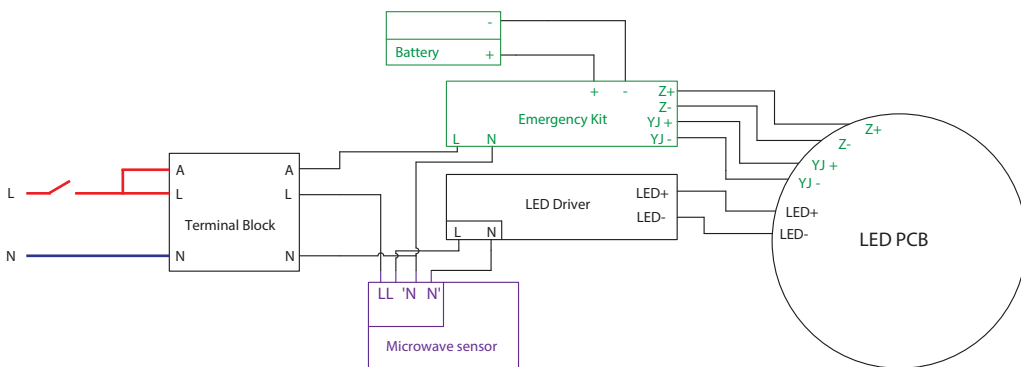 -
Battery +
+ -
Z+
Z-
Emergency Kit
YJ +
YJ -
L N
Z+
Z-
YJ +
YJ -
L
A A
L L
Terminal Block
N
N N
LED Driver
LED+
LED-
L N
LED+
LED-
LED PCB
LL 'N N'
Microwave sensor